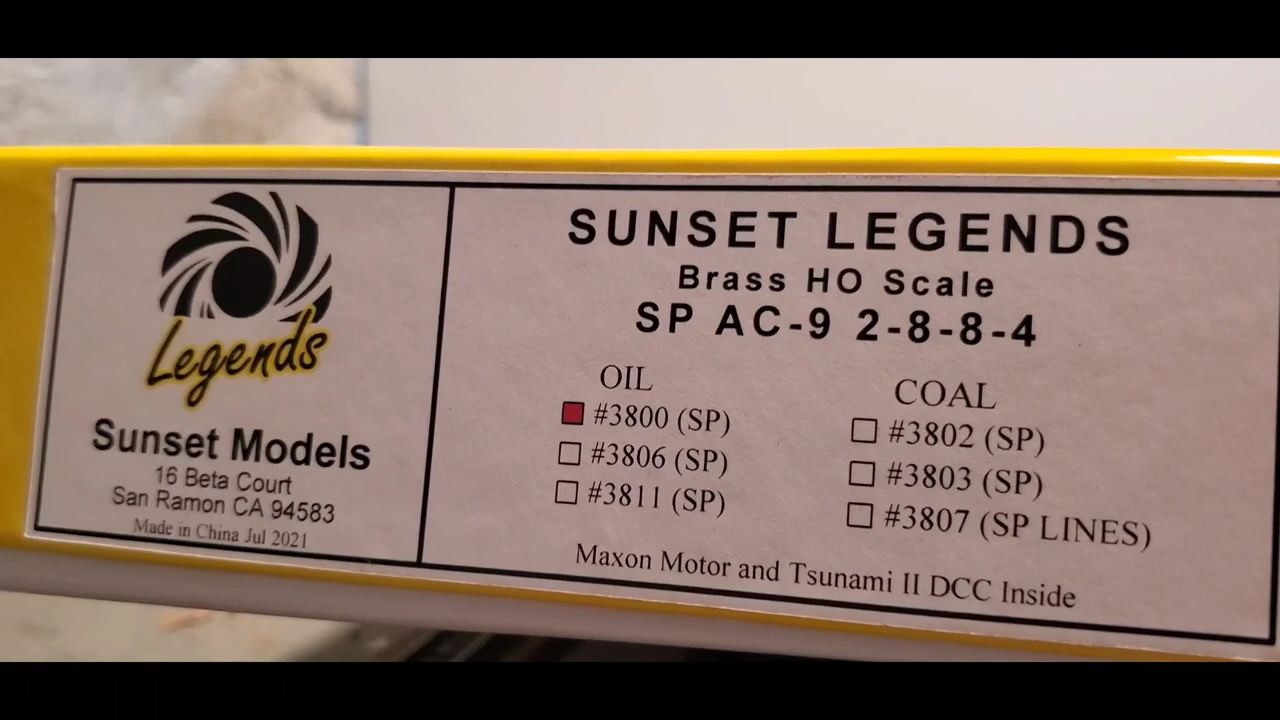 Legends
Sunset Models
16 Beta Court
San Ramon CA 94583
Made in China Jul 2021
SUNSET LEGENDS
Brass HO Scale
SP AC-9 2-8-8-4
OIL
#3800 (SP)
#3806 (SP)
#3811 (SP)
COAL
#3802 (SP)
#3803 (SP)
#3807 (SP LINES)
Maxon Motor and Tsunami II DCC Inside